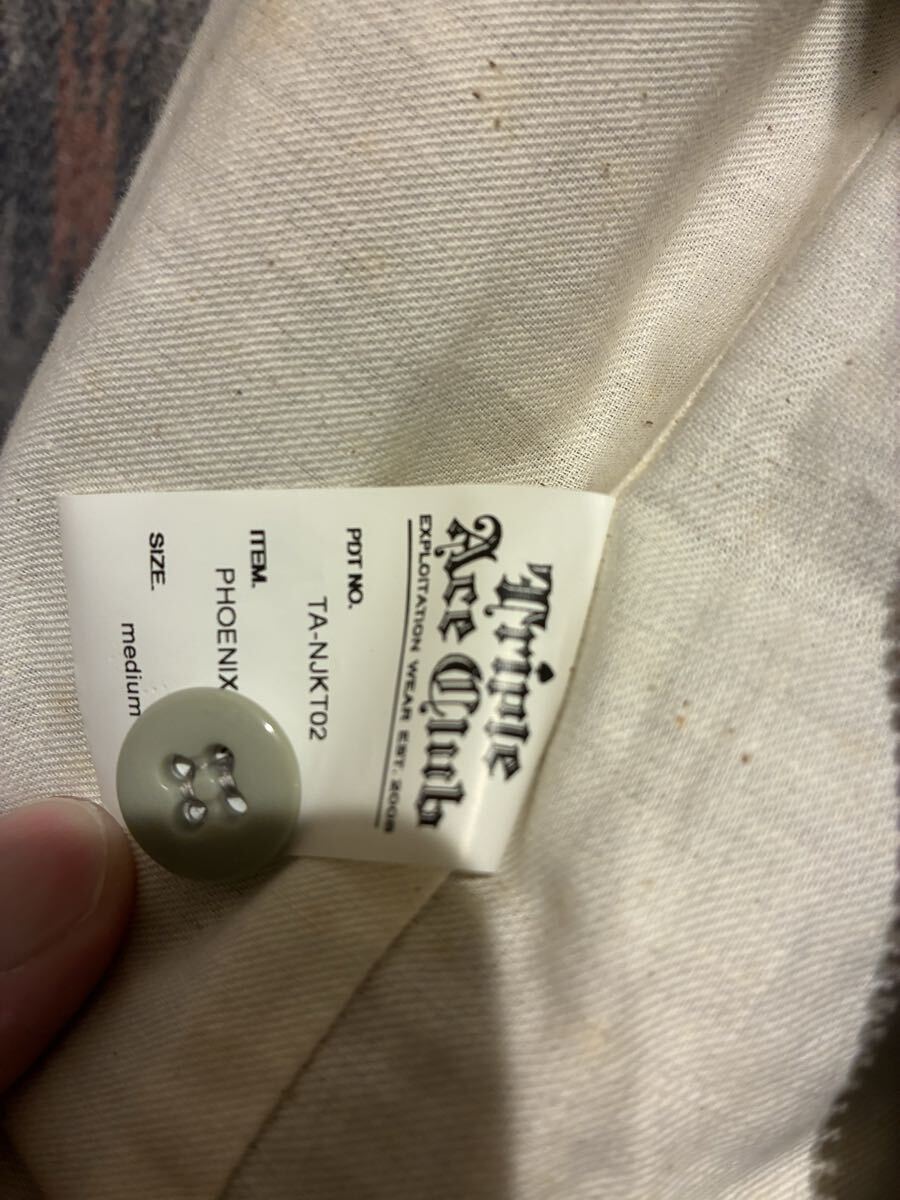 Triple
Ace Club
EXPLOITATION WEAR EST. 2008
PDT NO.
TA-NJKT02
ITEM.
PHOENIX
SIZE.
medium